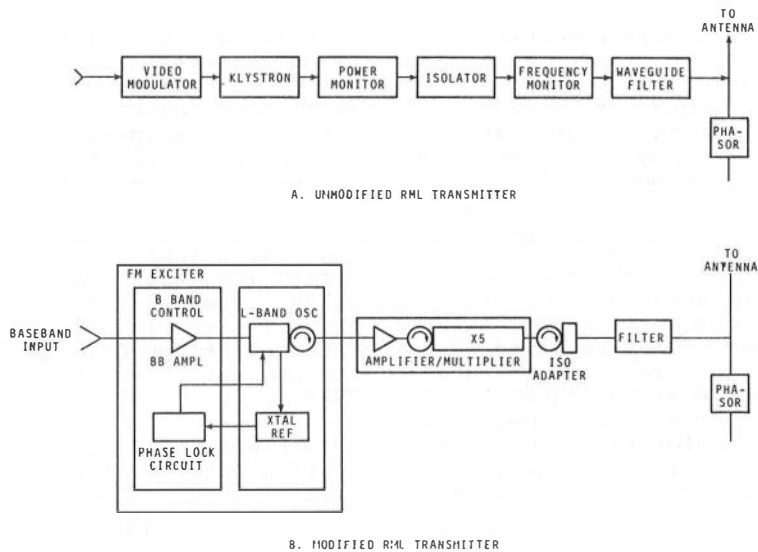 TO
ANTENNA
VIDEO
MODULATOR
KLYSTRON
POWER
MONITOR
ISOLATOR
FREQUENCY
MONITOR
WAVEGUIDE
FILTER
PHA-
SOR
A. UNMODIFIED RML TRANSMITTER
TO
ANTENNA
FM EXCITER
B BAND
CONTROL
L-BAND OSC
BASEBAND
INPUT
BB AMPL
X5
AMPLIFIER/MULTIPLIER
ISO
ADAPTER
FILTER
PHA-
SOR
XTAL
REF
PHASE LOCK
CIRCUIT
B. MODIFIED RML TRANSMITTER